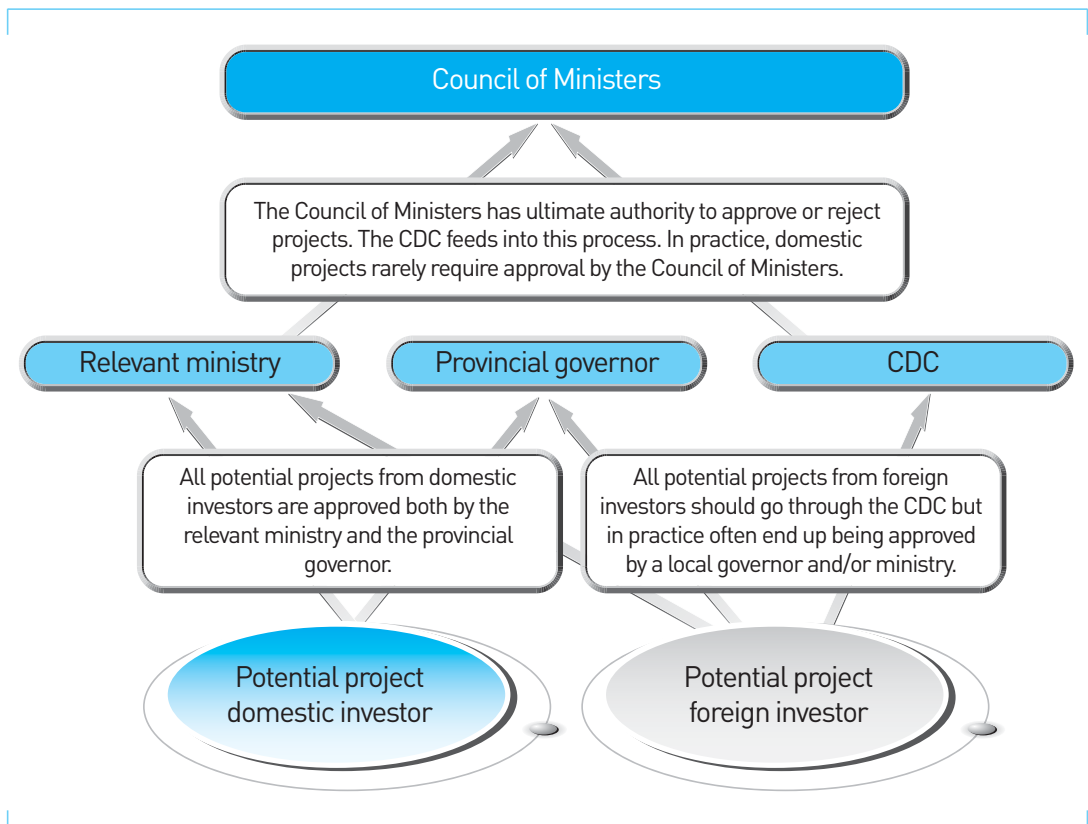 Council of Ministers
The Council of Ministers has ultimate authority to approve or reject
projects. The CDC feeds into this process. In practice, domestic
projects rarely require approval by the Council of Ministers.
Relevant ministry
Provincial governor
CDC
All potential projects from domestic
investors are approved both by the
relevant ministry and the provincial
governor.
All potential projects from foreign
investors should go through the CDC but
in practice often end up being approved
by a local governor and/or ministry.
Potential project
domestic investor
Potential project
foreign investor